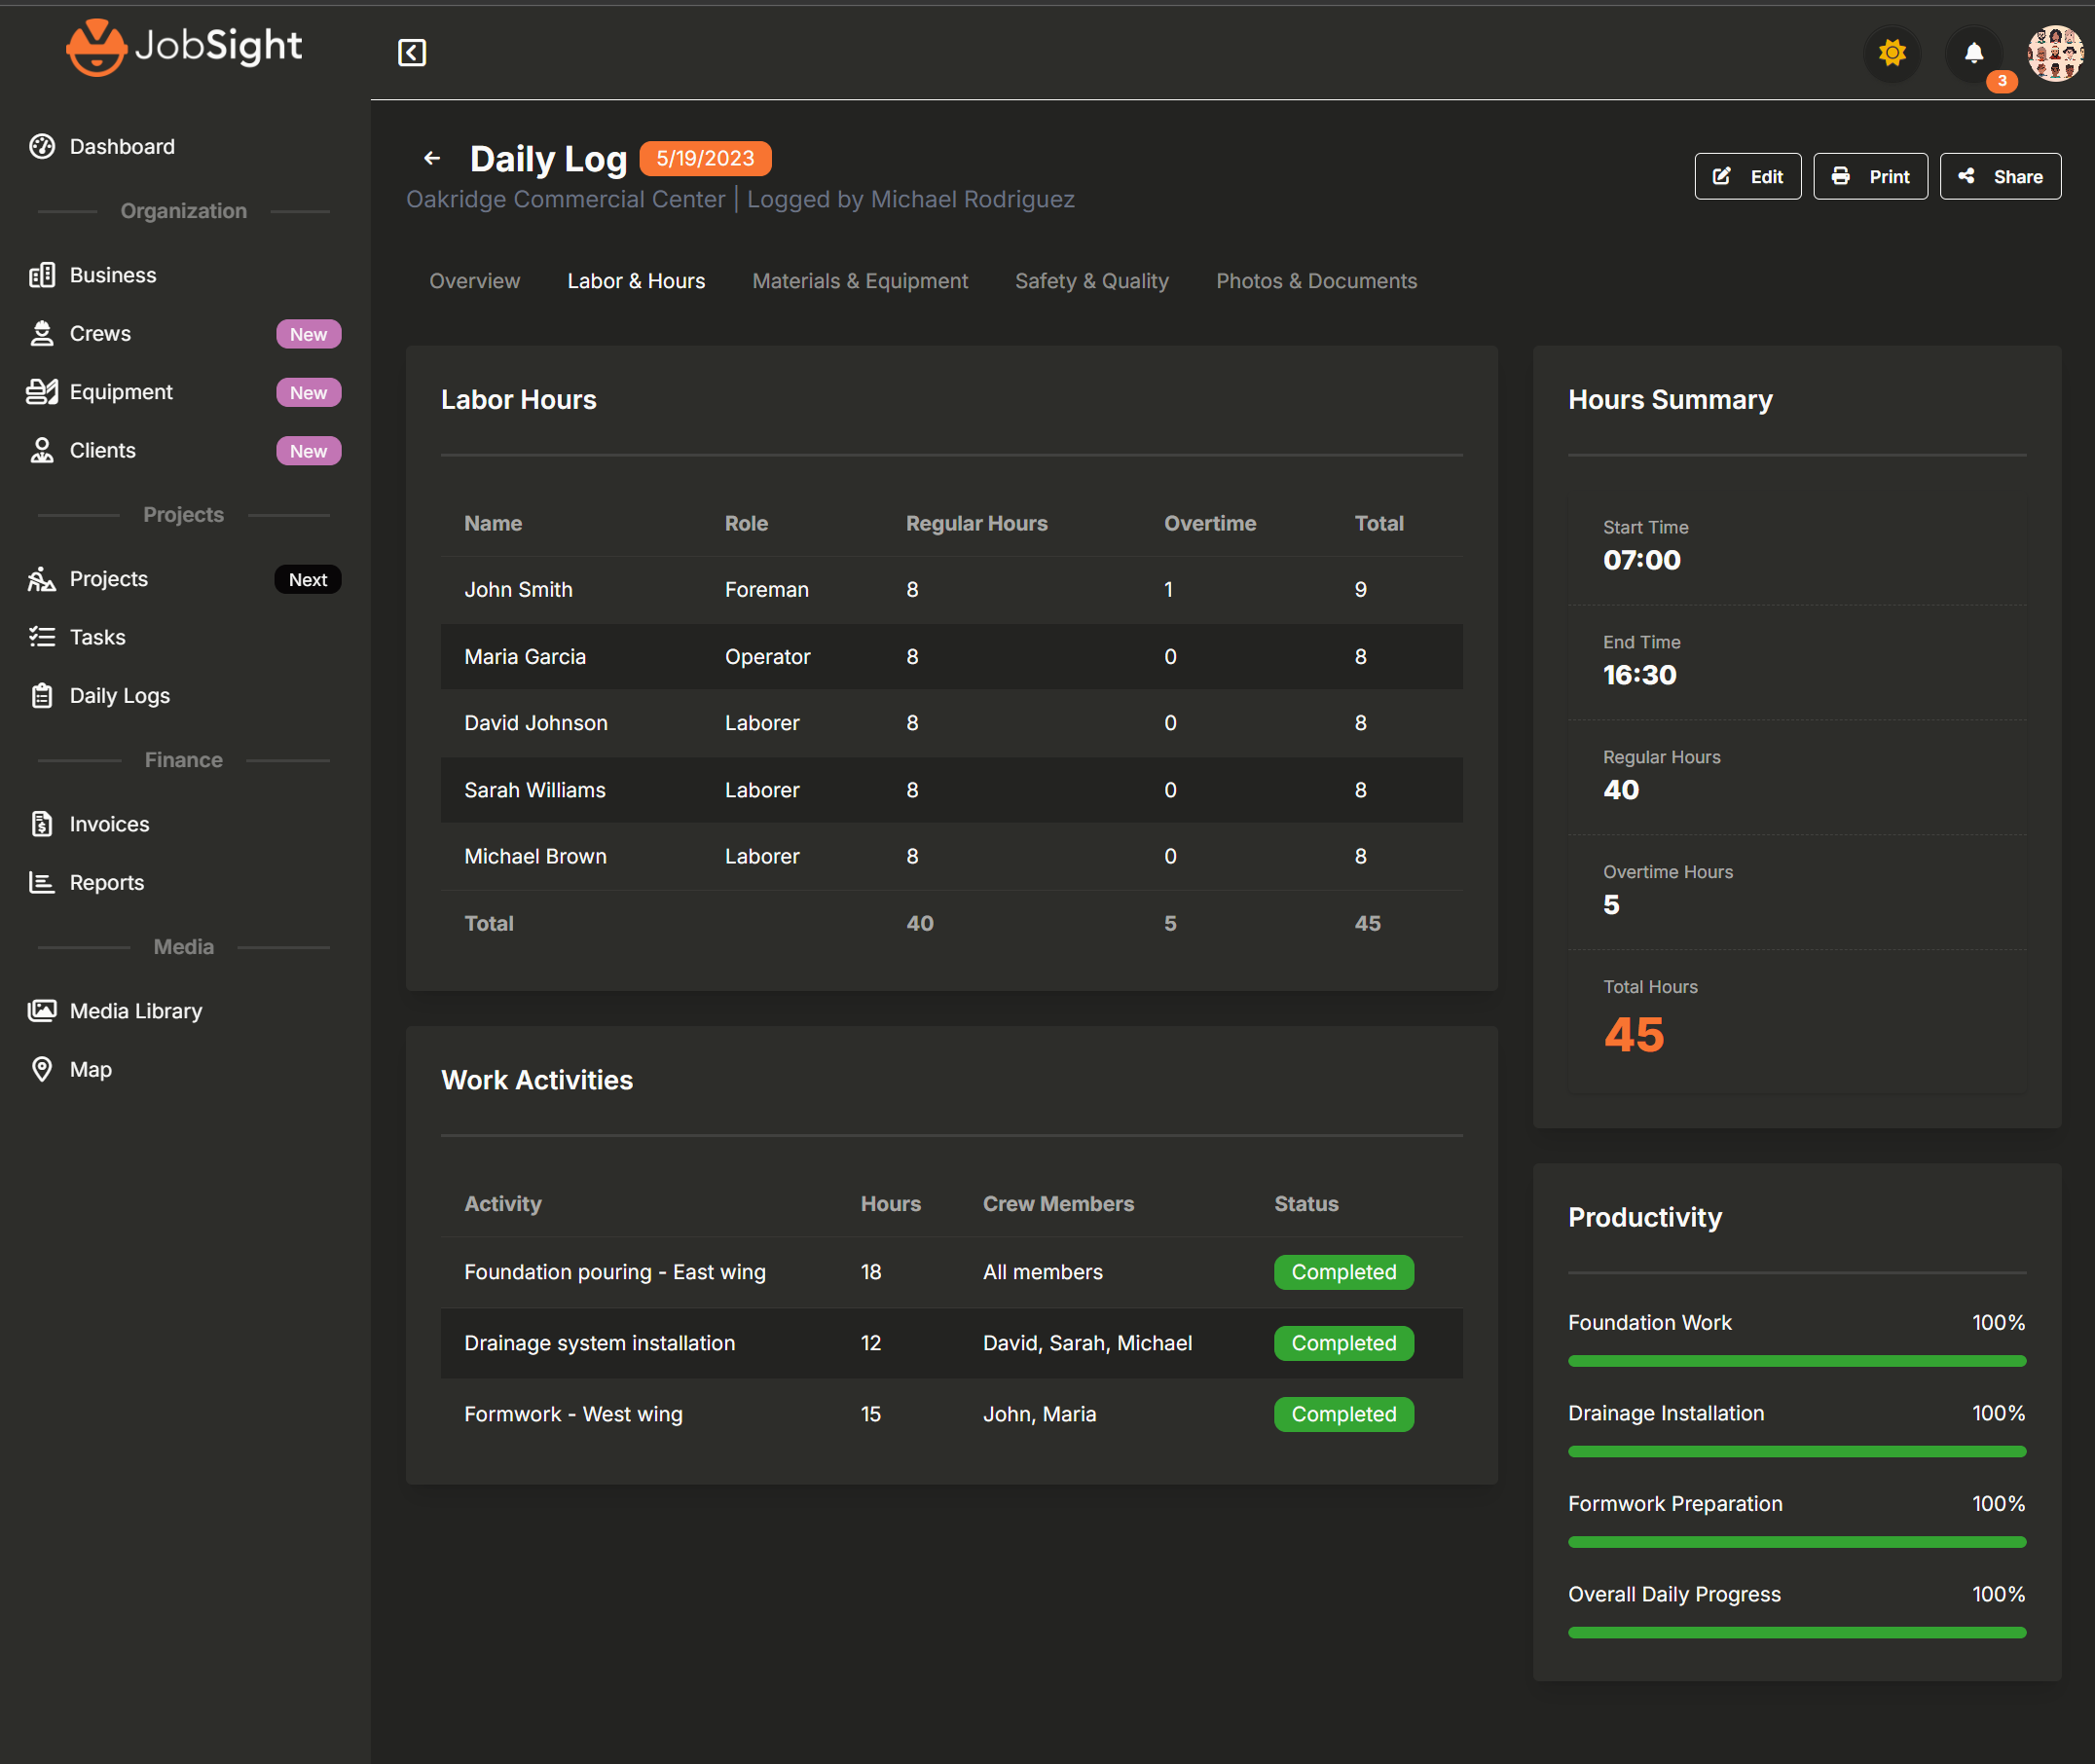 JobSight
3
Dashboard
Organization
Business
Crews New
Equipment New
Clients New
Projects
Projects Next
Tasks
Daily Logs
Finance
Invoices
Reports
Media
Media Library
Map
Daily Log 5/19/2023
Oakridge Commercial Center | Logged by Michael Rodriguez
Edit Print Share
Overview Labor & Hours Materials & Equipment Safety & Quality Photos & Documents
Labor Hours
Name Role Regular Hours Overtime Total
John Smith Foreman 8 1 9
Maria Garcia Operator 8 0 8
David Johnson Laborer 8 0 8
Sarah Williams Laborer 8 0 8
Michael Brown Laborer 8 0 8
Total 40 5 45
Work Activities
Activity Hours Crew Members Status
Foundation pouring - East wing 18 All members Completed
Drainage system installation 12 David, Sarah, Michael Completed
Formwork - West wing 15 John, Maria Completed
Hours Summary
Start Time
07:00
End Time
16:30
Regular Hours
40
Overtime Hours
5
Total Hours
45
Productivity
Foundation Work 100%
Drainage Installation 100%
Formwork Preparation 100%
Overall Daily Progress 100%